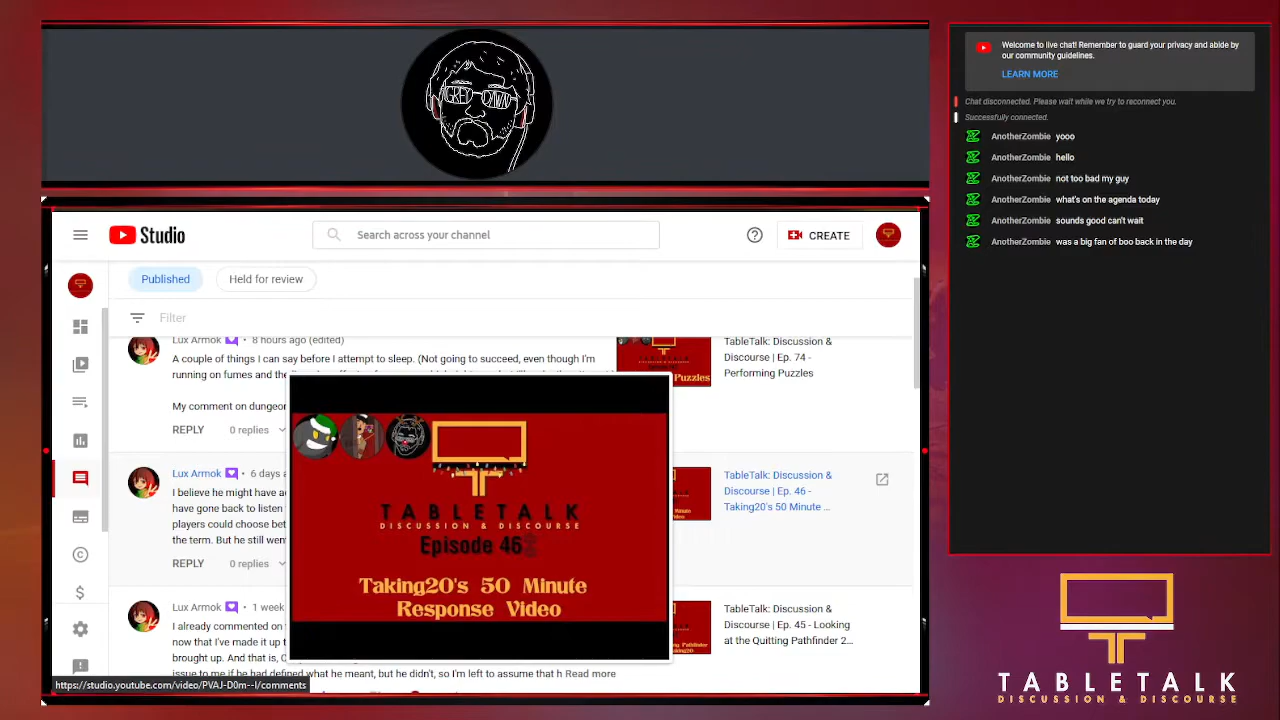 Welcome to live chat! Remember to guard your privacy and abide by
our community guidelines.
LEARN MORE
Chat disconnected. Please wait while we try to reconnect you.
Successfully connected.
AnotherZombie yooo
AnotherZombie hello
AnotherZombie not too bad my guy
AnotherZombie what's on the agenda today
AnotherZombie sounds good can't wait
AnotherZombie was a big fan of boo back in the day
Studio
Search across your channel
CREATE
Published
Held for review
Filter
Lux Armok • 8 hours ago (edited)
A couple of things I can say before I attempt to sleep. (Not going to succeed, even though I'm
running on fumes and the
My comment on dungeo
REPLY 0 replies
Puzzles
TableTalk: Discussion &
Discourse | Ep. 74 -
Performing Puzzles
Lux Armok • 6 days a
I believe he might have a
have gone back to listen
players could choose bet
the term. But he still wen
REPLY 0 replies
TableTalk: Discussion &
Discourse | Ep. 46 -
Taking20's 50 Minute ...
TABLETALK
DISCUSSION & DISCOURSE
Episode 46
Taking20's 50 Minute
Response Video
Lux Armok • 1 week
I already commented on
now that I've made it up t
brought up. And that is, C
issue to me if he had defined what he meant, but he didn't, so I'm left to assume that h Read more
TableTalk: Discussion &
Discourse | Ep. 45 - Looking
at the Quitting Pathfinder 2...
https://studio.youtube.com/video/PVAJ-D0m--I/comments
TABLETALK
DISCUSSION & DISCOURSE